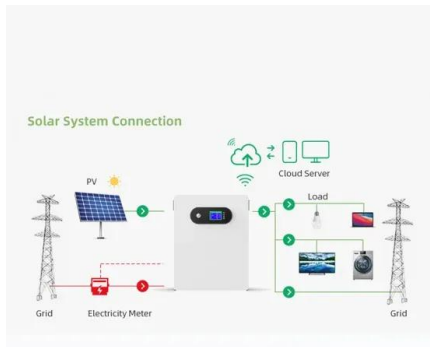 Solar System Connection
Cloud Server
PV
Load
Grid
Electricity Meter
Grid